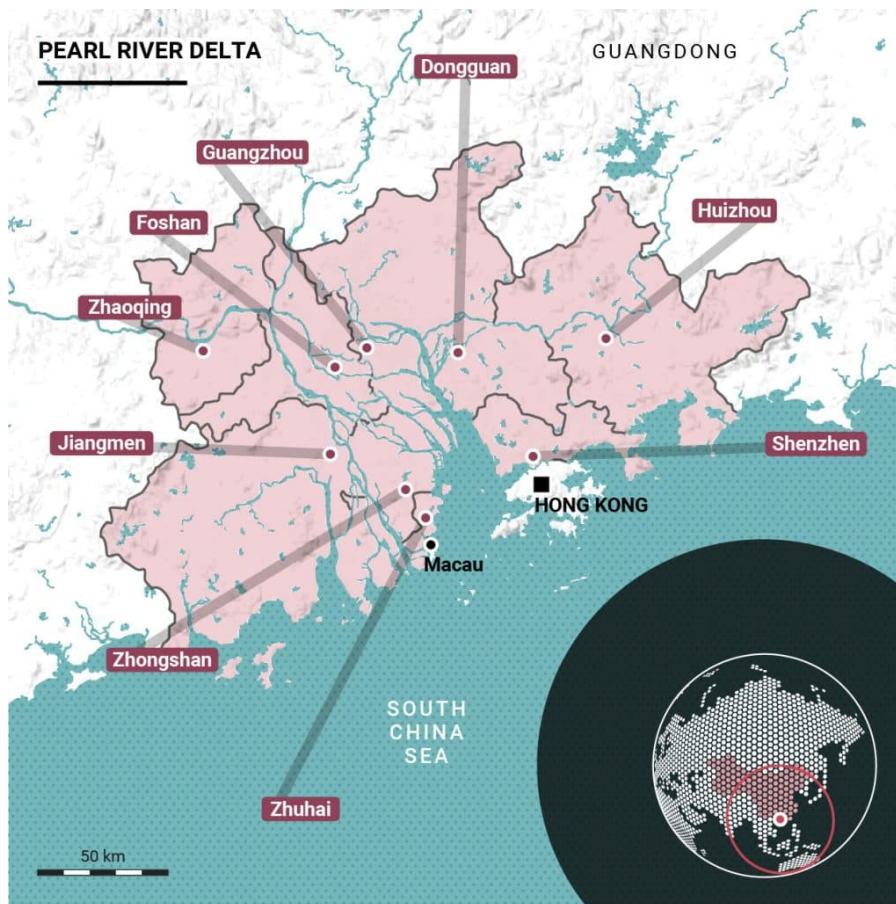 PEARL RIVER DELTA
GUANGDONG
Dongguan
Guangzhou
Foshan
Huizhou
Zhaoqing
Jiangmen
Shenzhen
HONG KONG
Macau
Zhongshan
SOUTH
CHINA
SEA
Zhuhai
50 km